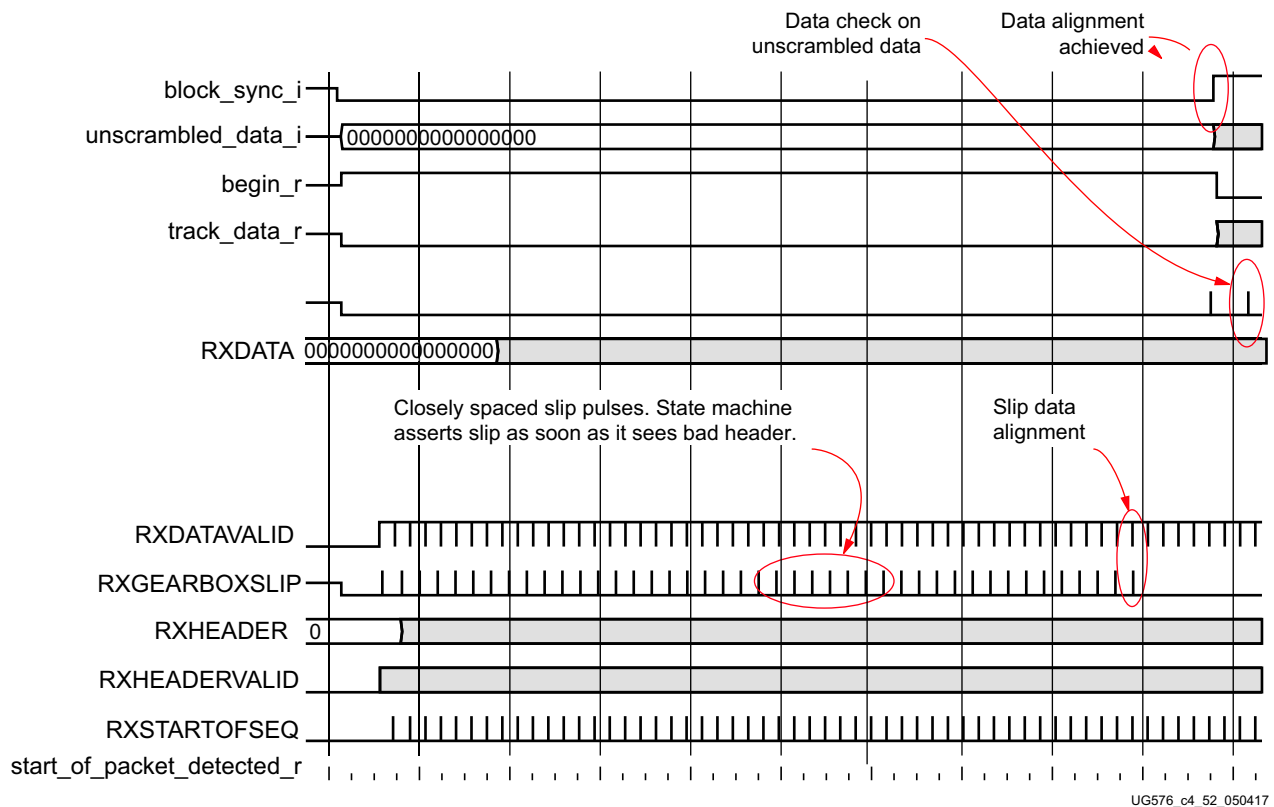 Data check on
unscrambled data
Data alignment
achieved
block_sync_i
unscrambled_data_i
0000000000000000
begin_r
track_data_r
RXDATA
0000000000000000
Closely spaced slip pulses. State machine
asserts slip as soon as it sees bad header.
Slip data
alignment
RXDATAVALID
RXGEARBOXSLIP
RXHEADER
0
RXHEADERVALID
RXSTARTOFSEQ
start_of_packet_detected_r
UG576_c4_52_050417